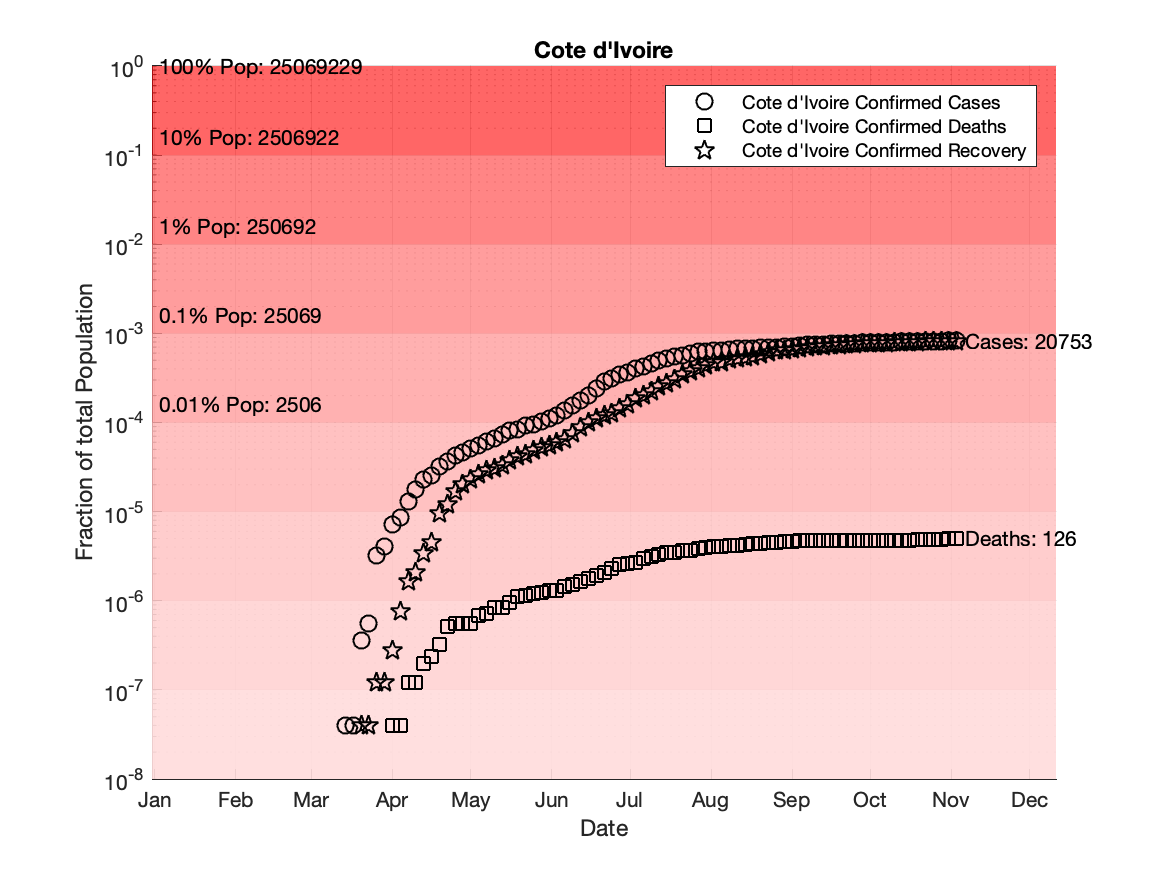 Cote d'Ivoire
10^0
100% Pop: 25069229
Cote d'Ivoire Confirmed Cases
Cote d'Ivoire Confirmed Deaths
Cote d'Ivoire Confirmed Recovery
10% Pop: 2506922
10^-1
1% Pop: 250692
10^-2
0.1% Pop: 25069
10^-3
Cases: 20753
0.01% Pop: 2506
10^-4
10^-5
Deaths: 126
10^-6
10^-7
10^-8
Fraction of total Population
Jan Feb Mar Apr May Jun Jul Aug Sep Oct Nov Dec
Date